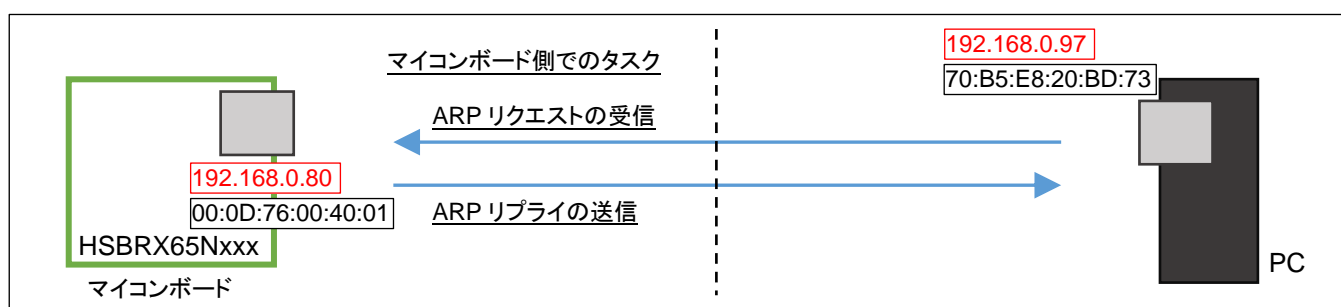 192.168.0.97
70:B5:E8:20:BD:73
マイコンボード側でのタスク
ARP リクエストの受信
192.168.0.80
00:0D:76:00:40:01
ARP リプライの送信
HSBRX65Nxxx
マイコンボード
PC